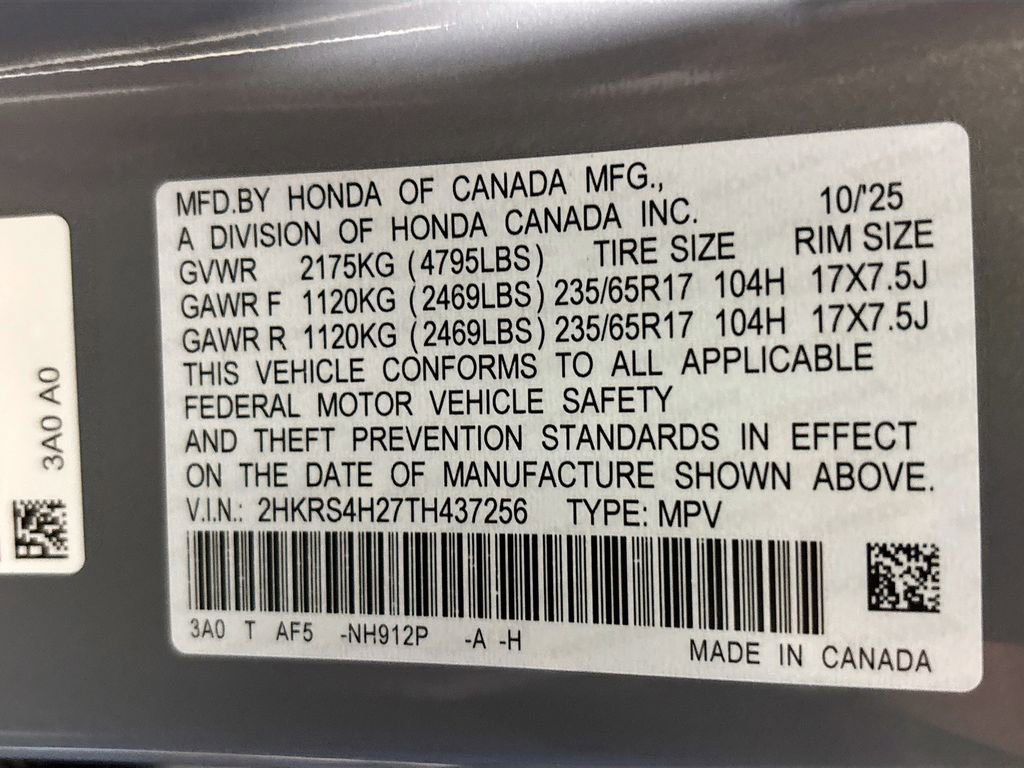 MFD.BY HONDA OF CANADA MFG.,
A DIVISION OF HONDA CANADA INC. 10/'25
GVWR 2175KG (4795LBS) TIRE SIZE RIM SIZE
GAWR F 1120KG (2469LBS) 235/65R17 104H 17X7.5J
GAWR R 1120KG (2469LBS) 235/65R17 104H 17X7.5J
THIS VEHICLE CONFORMS TO ALL APPLICABLE
FEDERAL MOTOR VEHICLE SAFETY
AND THEFT PREVENTION STANDARDS IN EFFECT
ON THE DATE OF MANUFACTURE SHOWN ABOVE.
V.I.N.: 2HKRS4H27TH437256 TYPE: MPV
3A0 T AF5 -NH912P -A -H
MADE IN CANADA
3A0 A0